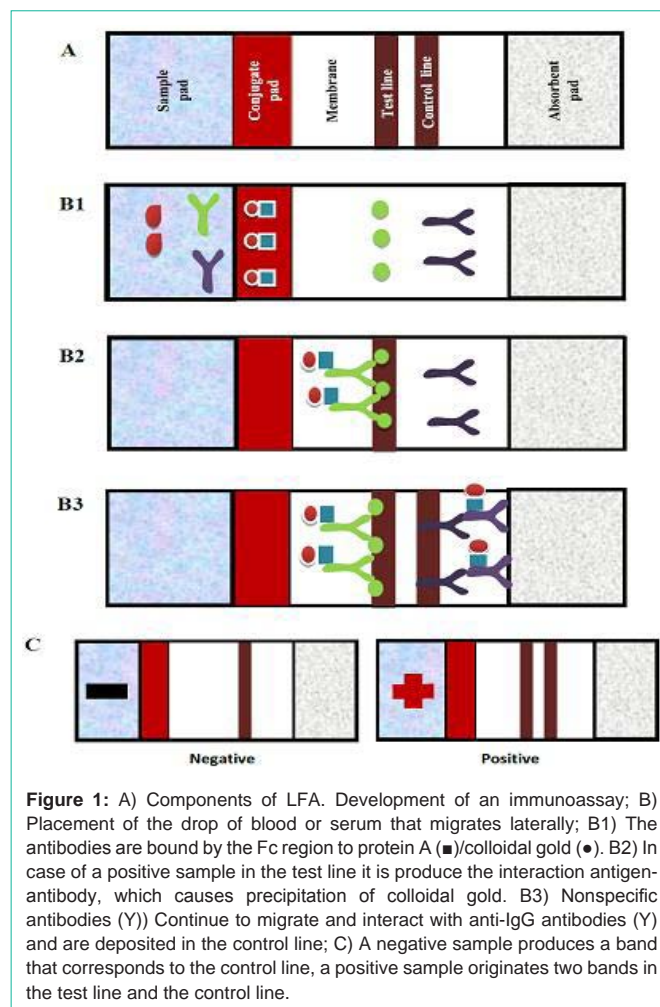 A
Sample
pad
Conjugate
pad
Membrane
Test line
Control line
Absorbent
pad
B1
B2
B3
C
Negative
Positive
Figure 1: A) Components of LFA. Development of an immunoassay; B)
Placement of the drop of blood or serum that migrates laterally; B1) The
antibodies are bound by the Fc region to protein A (■)/colloidal gold (●). B2) In
case of a positive sample in the test line it is produce the interaction antigen-
antibody, which causes precipitation of colloidal gold. B3) Nonspecific
antibodies (Y)) Continue to migrate and interact with anti-IgG antibodies (Y)
and are deposited in the control line; C) A negative sample produces a band
that corresponds to the control line, a positive sample originates two bands in
the test line and the control line.